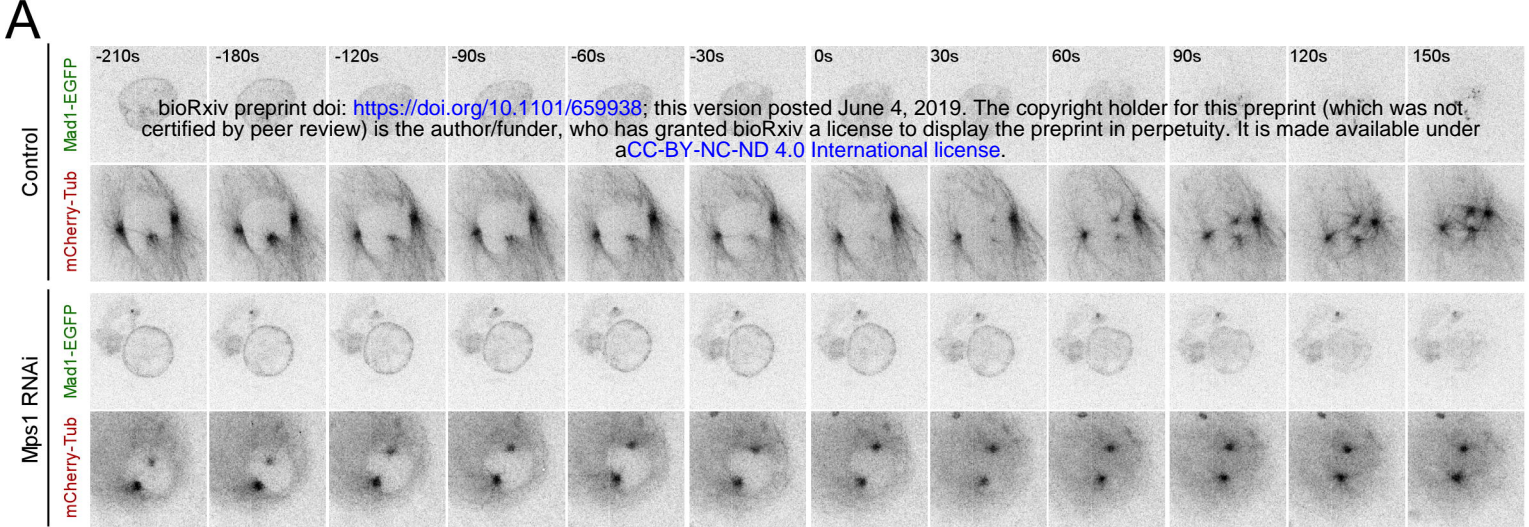 A
-210s -180s -120s -90s -60s -30s 0s 30s 60s 90s 120s 150s
Control
Mad1-EGFP
bioRxiv preprint doi: https://doi.org/10.1101/659938; this version posted June 4, 2019. The copyright holder for this preprint (which was not
certified by peer review) is the author/funder, who has granted bioRxiv a license to display the preprint in perpetuity. It is made available under
aCC-BY-NC-ND 4.0 International license.
mCherry-Tub
Mps1 RNAi
Mad1-EGFP
mCherry-Tub